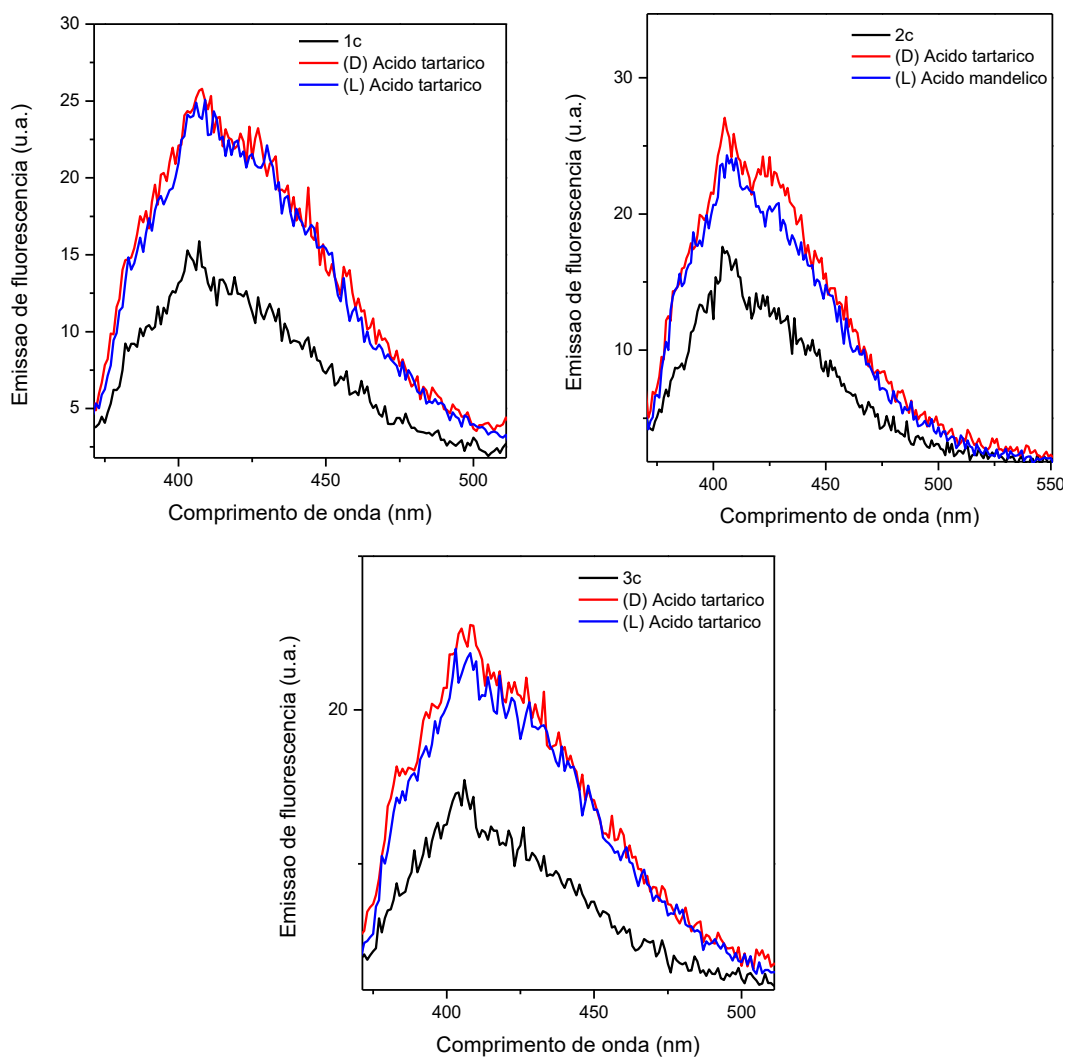 1c
(D) Acido tartarico
(L) Acido tartarico
Emissao de fluorescencia (u.a.)
30
25
20
15
10
5
400
450
500
Comprimento de onda (nm)
2c
(D) Acido tartarico
(L) Acido mandelico
Emissao de fluorescencia (u.a.)
30
20
10
400
450
500
550
Comprimento de onda (nm)
3c
(D) Acido tartarico
(L) Acido tartarico
Emissao de fluorescencia (u.a.)
20
400
450
500
Comprimento de onda (nm)